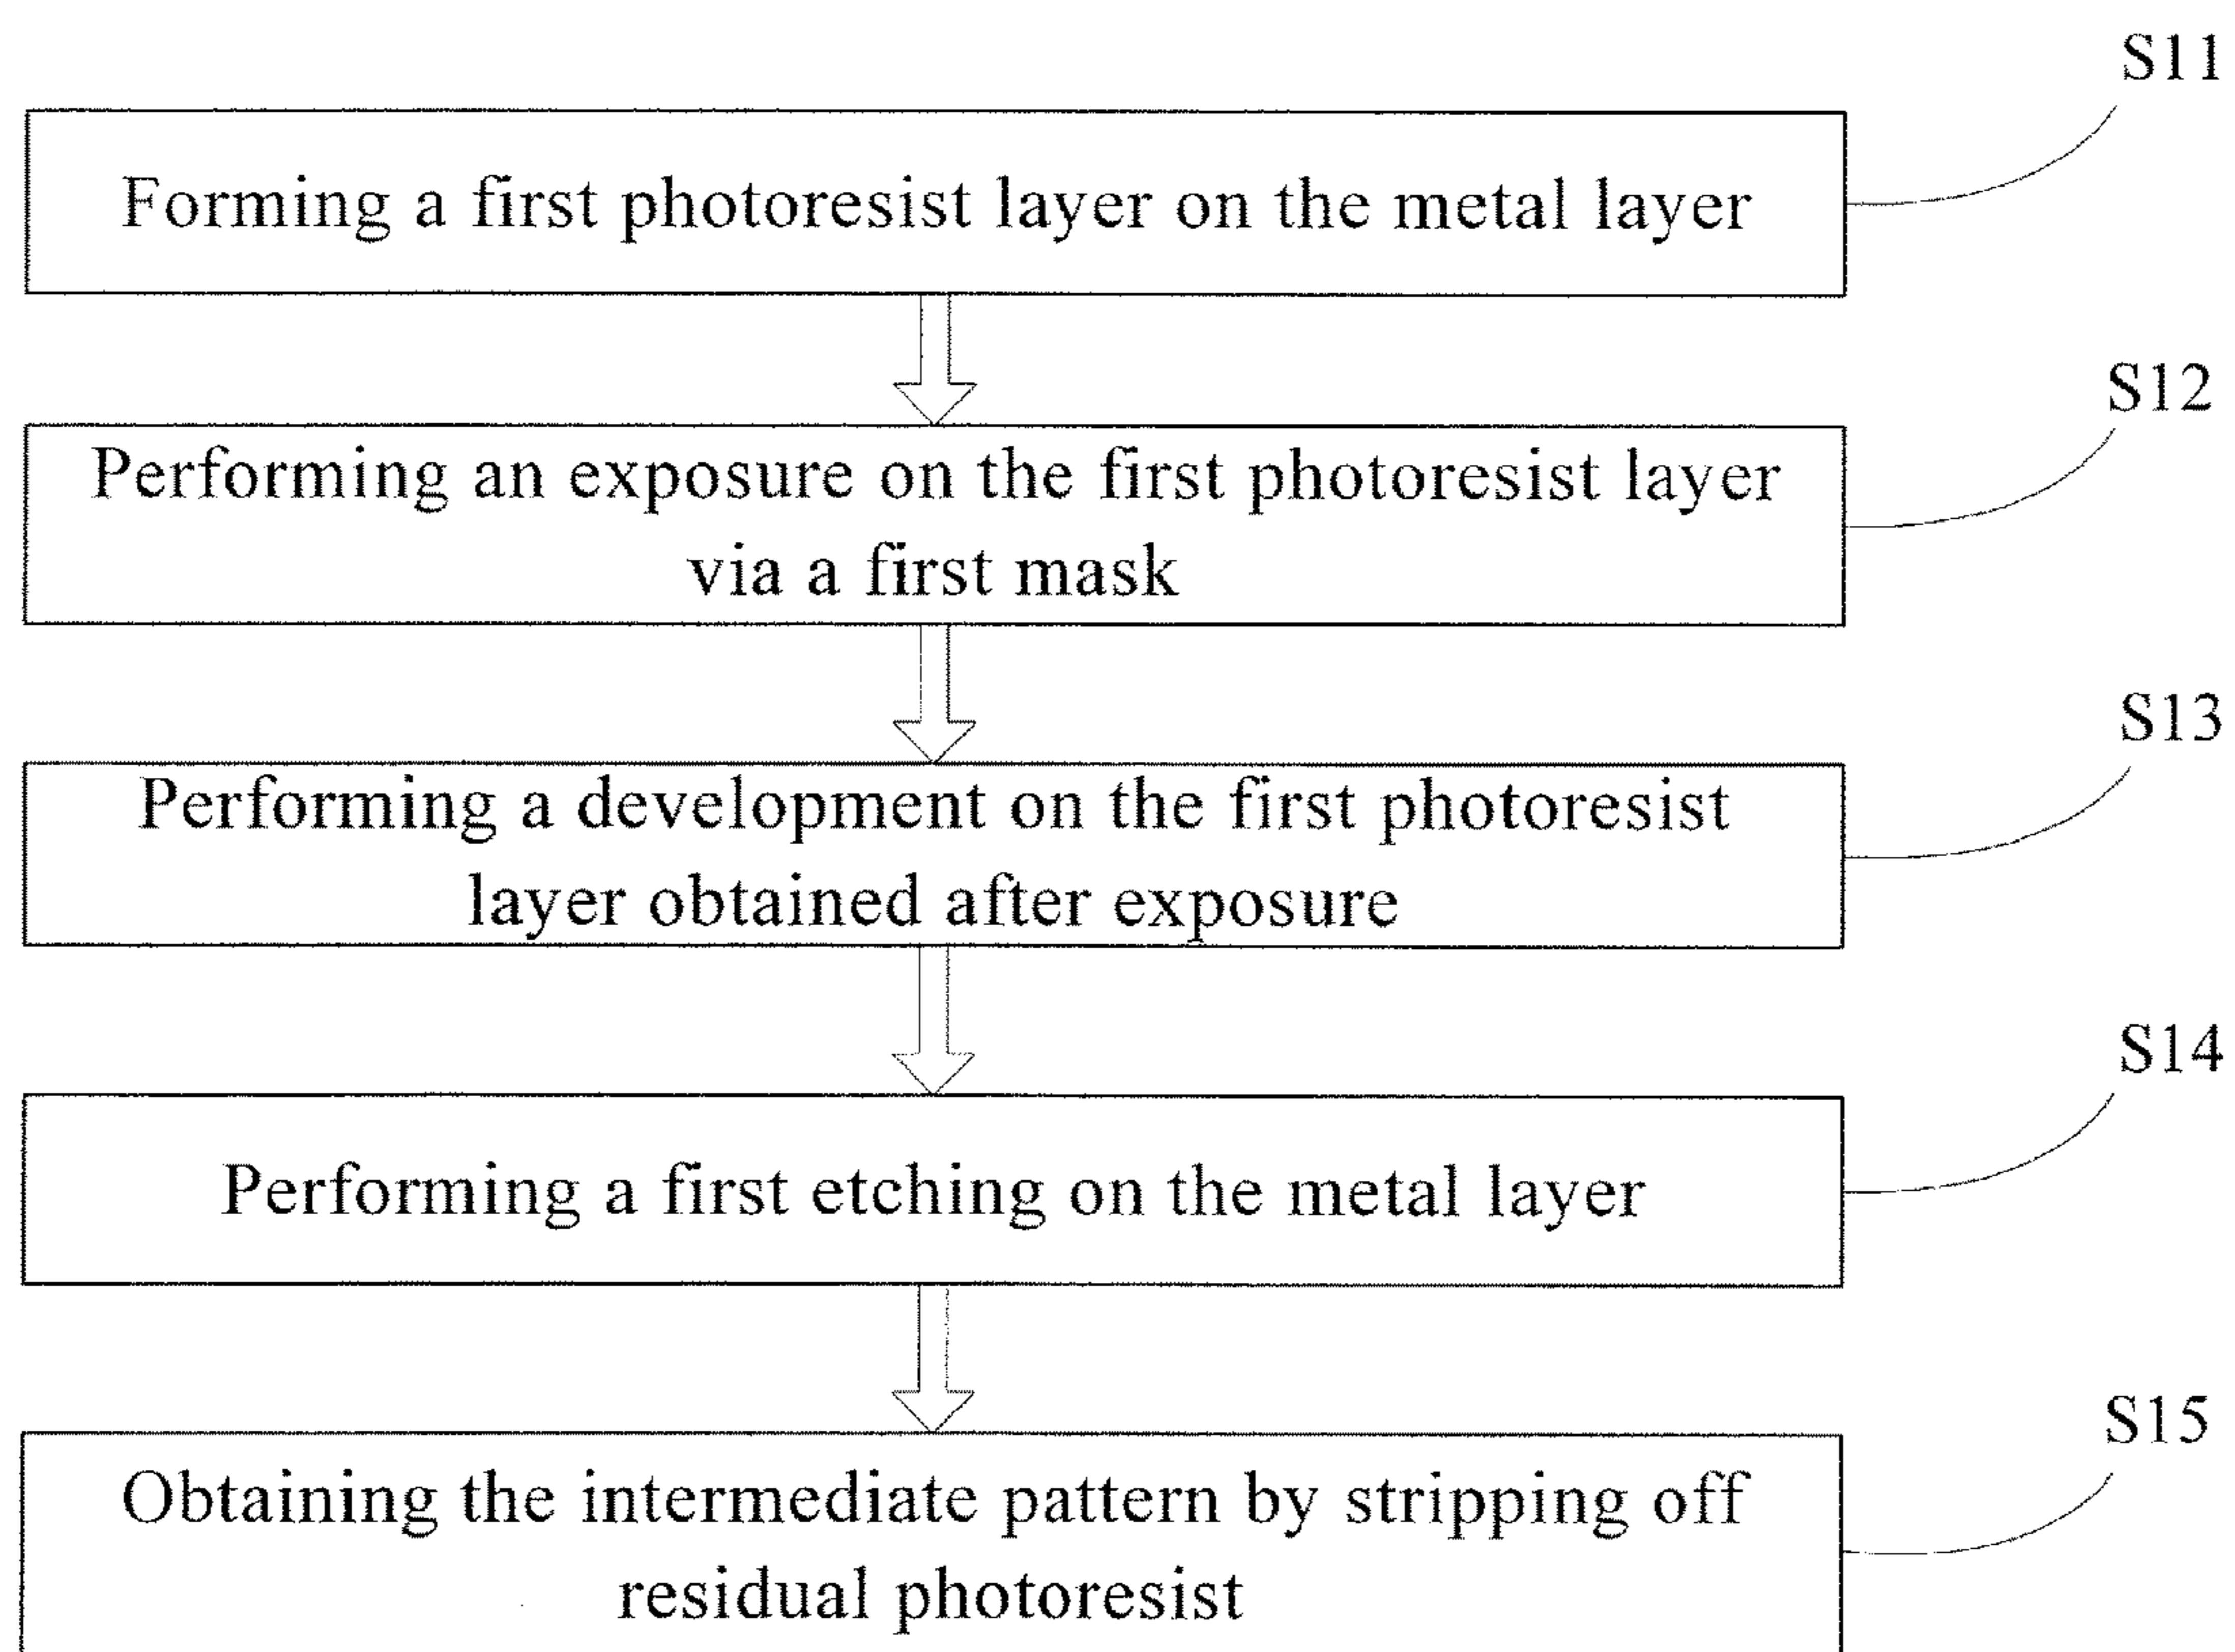 S11
Forming a first photoresist layer on the metal layer
S12
Performing an exposure on the first photoresist layer
via a first mask
S13
Performing a development on the first photoresist
layer obtained after exposure
S14
Performing a first etching on the metal layer
S15
Obtaining the intermediate pattern by stripping off
residual photoresist